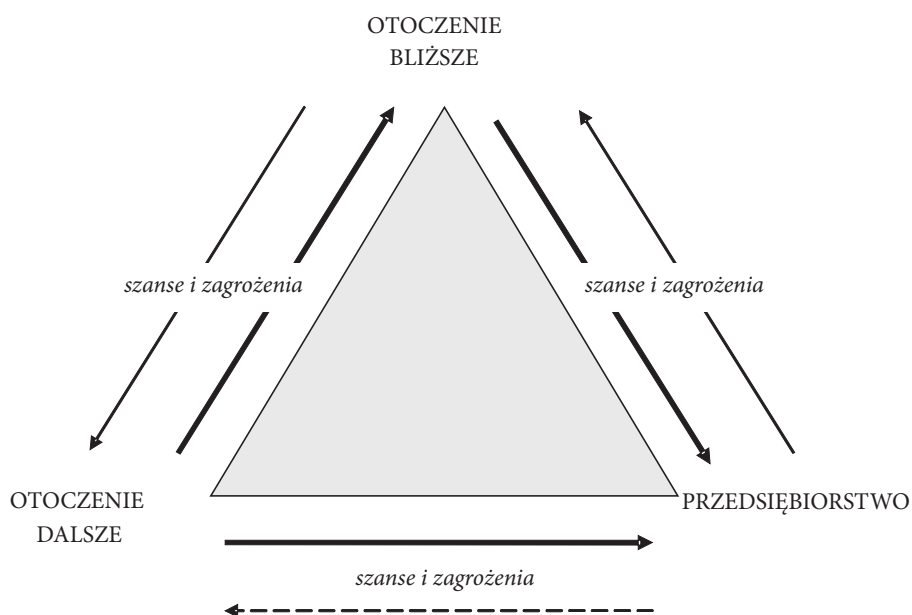 OTOCZENIE
BLIŻSZE
szanse i zagrożenia
szanse i zagrożenia
OTOCZENIE
DALSZE
PRZEDSIĘBIORSTWO
szanse i zagrożenia